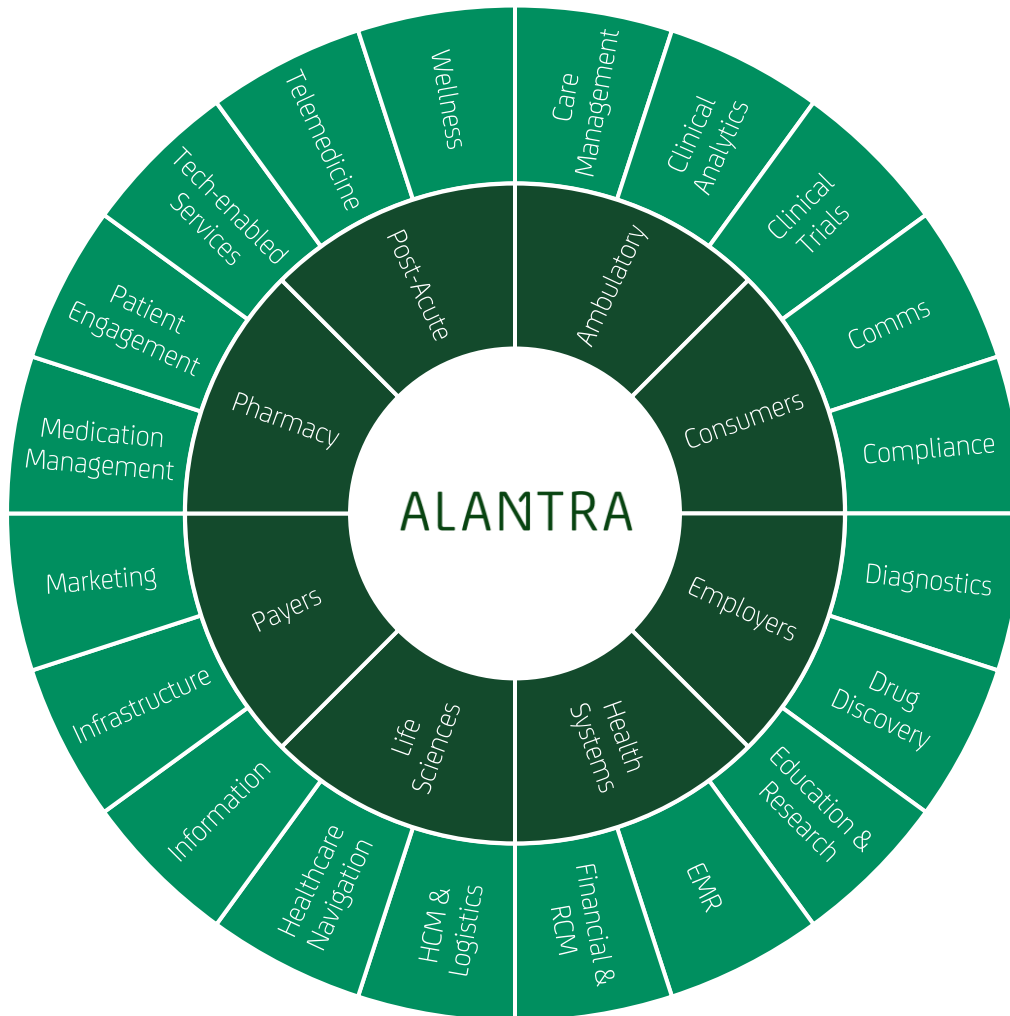 Care
Management
Clinical
Analytics
Clinical
Trials
Comms
Compliance
Diagnostics
Drug
Discovery
Education &
Research
EMR
Financial &
RCM
HCM &
Logistics
Healthcare
Navigation
Information
Infrastructure
Marketing
Medication
Management
Patient
Engagement
Tech-enabled
Services
Telemedicine
Wellness
Ambulatory
Consumers
Employers
Health
Systems
Life
Sciences
Payers
Pharmacy
Post-Acute
ALANTRA